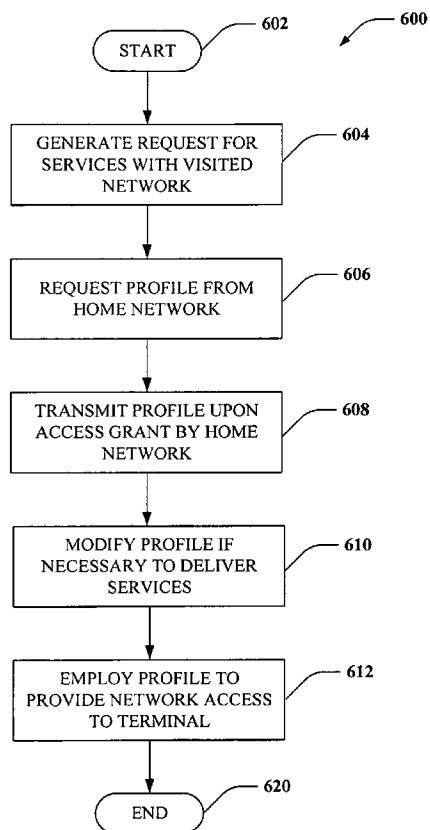 START
602
600
GENERATE REQUEST FOR
SERVICES WITH VISITED
NETWORK
604
REQUEST PROFILE FROM
HOME NETWORK
606
TRANSMIT PROFILE UPON
ACCESS GRANT BY HOME
NETWORK
608
MODIFY PROFILE IF
NECESSARY TO DELIVER
SERVICES
610
EMPLOY PROFILE TO
PROVIDE NETWORK ACCESS
TO TERMINAL
612
END
620